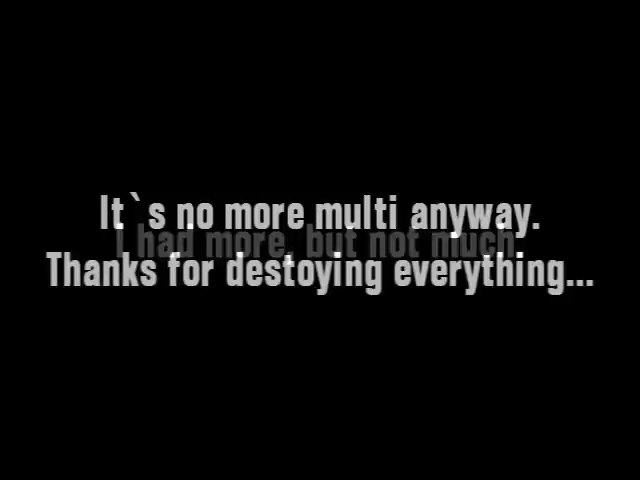 It`s no more multi anyway.
I had more, but not much.
Thanks for destoying everything...